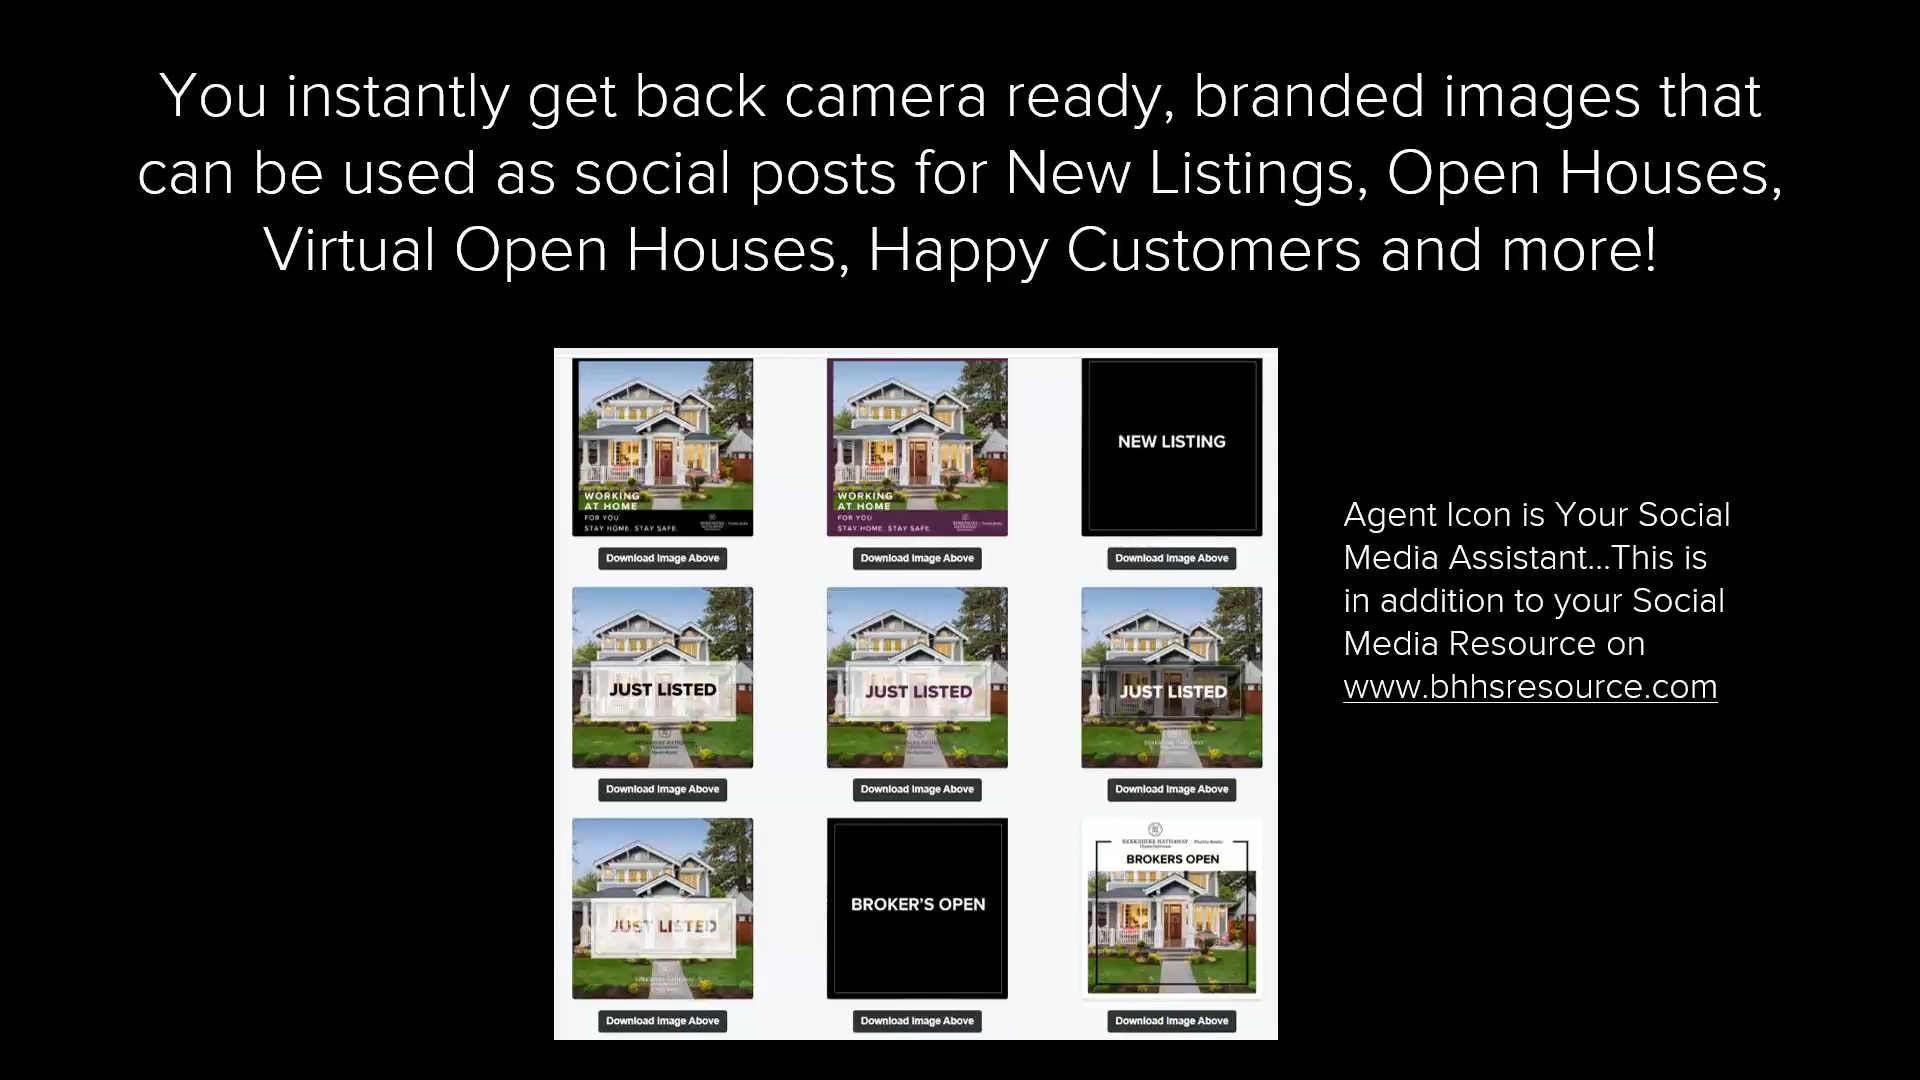 You instantly get back camera ready, branded images that
can be used as social posts for New Listings, Open Houses,
Virtual Open Houses, Happy Customers and more!
WORKING
AT HOME
FOR YOU
STAY HOME. STAY SAFE.
WORKING
AT HOME
FOR YOU
STAY HOME. STAY SAFE.
NEW LISTING
Download Image Above
Download Image Above
Download Image Above
JUST LISTED
JUST LISTED
JUST LISTED
Download Image Above
Download Image Above
Download Image Above
JUST LISTED
BROKER'S OPEN
BERKSHIRE HATHAWAY
HomeServices
Florida Realty
BROKERS OPEN
Download Image Above
Download Image Above
Download Image Above
Agent Icon is Your Social
Media Assistant...This is
in addition to your Social
Media Resource on
www.bhhsresource.com